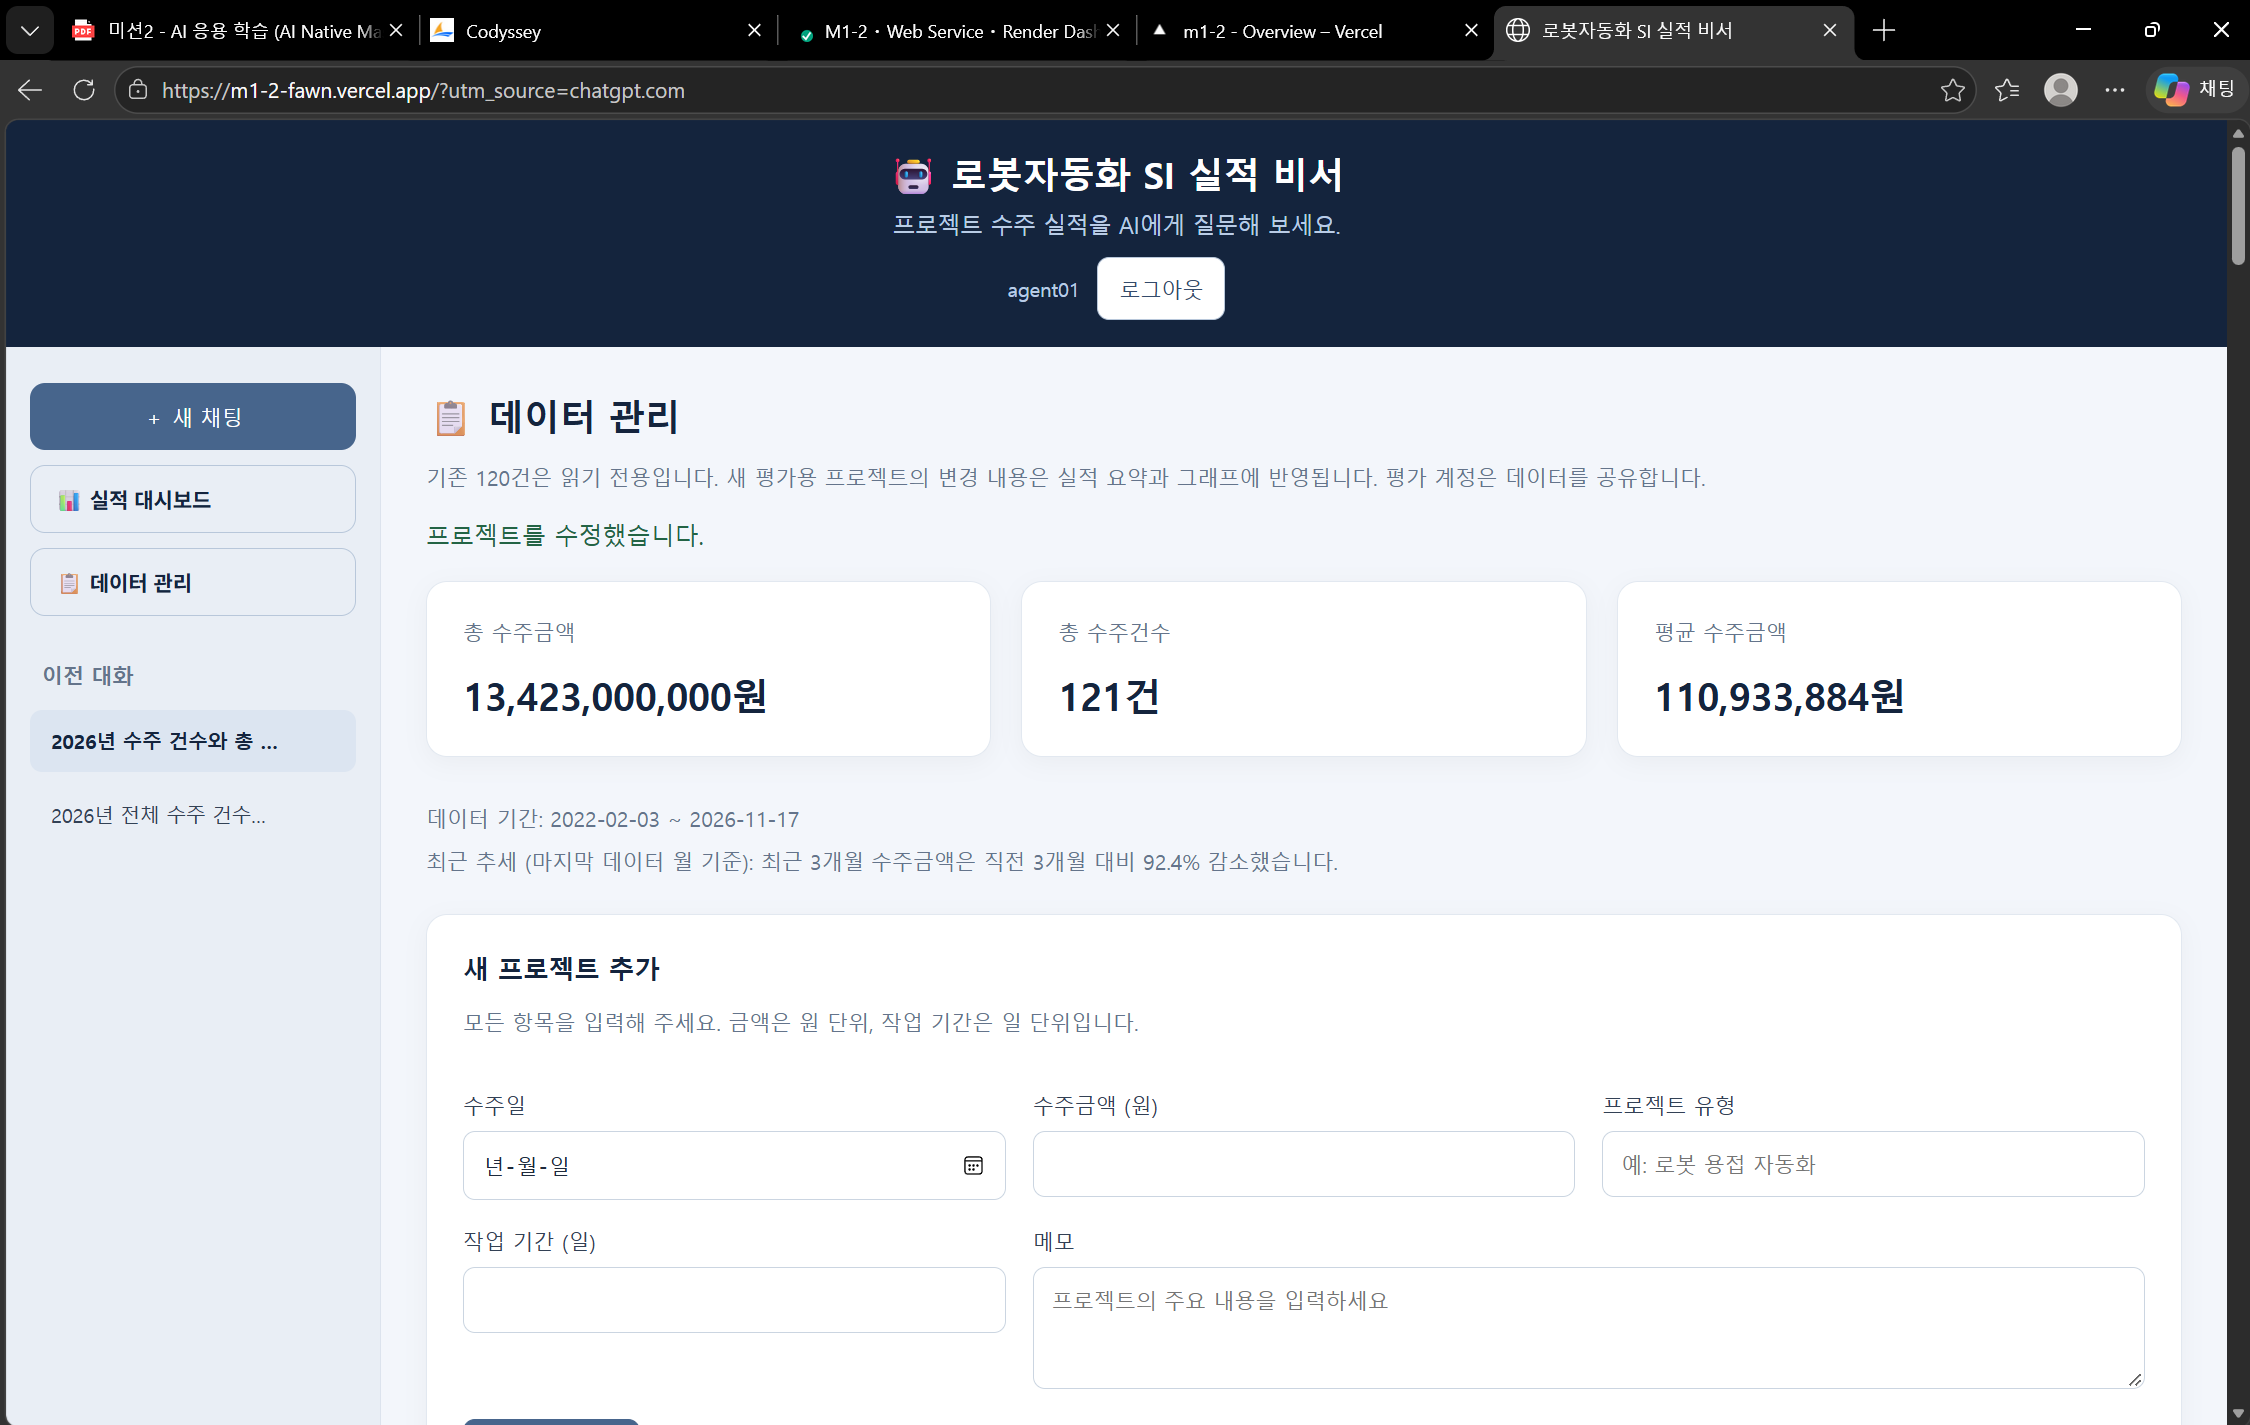 미션2 - AI 응용 학습 (AI Native Ma
Codyssey
M1-2 · Web Service · Render Dash
m1-2 - Overview – Vercel
로봇자동화 SI 실적 비서
https://m1-2-fawn.vercel.app/?utm_source=chatgpt.com
채팅
로봇자동화 SI 실적 비서
프로젝트 수주 실적을 AI에게 질문해 보세요.
agent01
로그아웃
+ 새 채팅
실적 대시보드
데이터 관리
이전 대화
2026년 수주 건수와 총 ...
2026년 전체 수주 건수...
데이터 관리
기존 120건은 읽기 전용입니다. 새 평가용 프로젝트의 변경 내용은 실적 요약과 그래프에 반영됩니다. 평가 계정은 데이터를 공유합니다.
프로젝트를 수정했습니다.
총 수주금액
13,423,000,000원
총 수주건수
121건
평균 수주금액
110,933,884원
데이터 기간: 2022-02-03 ~ 2026-11-17
최근 추세 (마지막 데이터 월 기준): 최근 3개월 수주금액은 직전 3개월 대비 92.4% 감소했습니다.
새 프로젝트 추가
모든 항목을 입력해 주세요. 금액은 원 단위, 작업 기간은 일 단위입니다.
수주일
년-월-일
수주금액 (원)
프로젝트 유형
예: 로봇 용접 자동화
작업 기간 (일)
메모
프로젝트의 주요 내용을 입력하세요